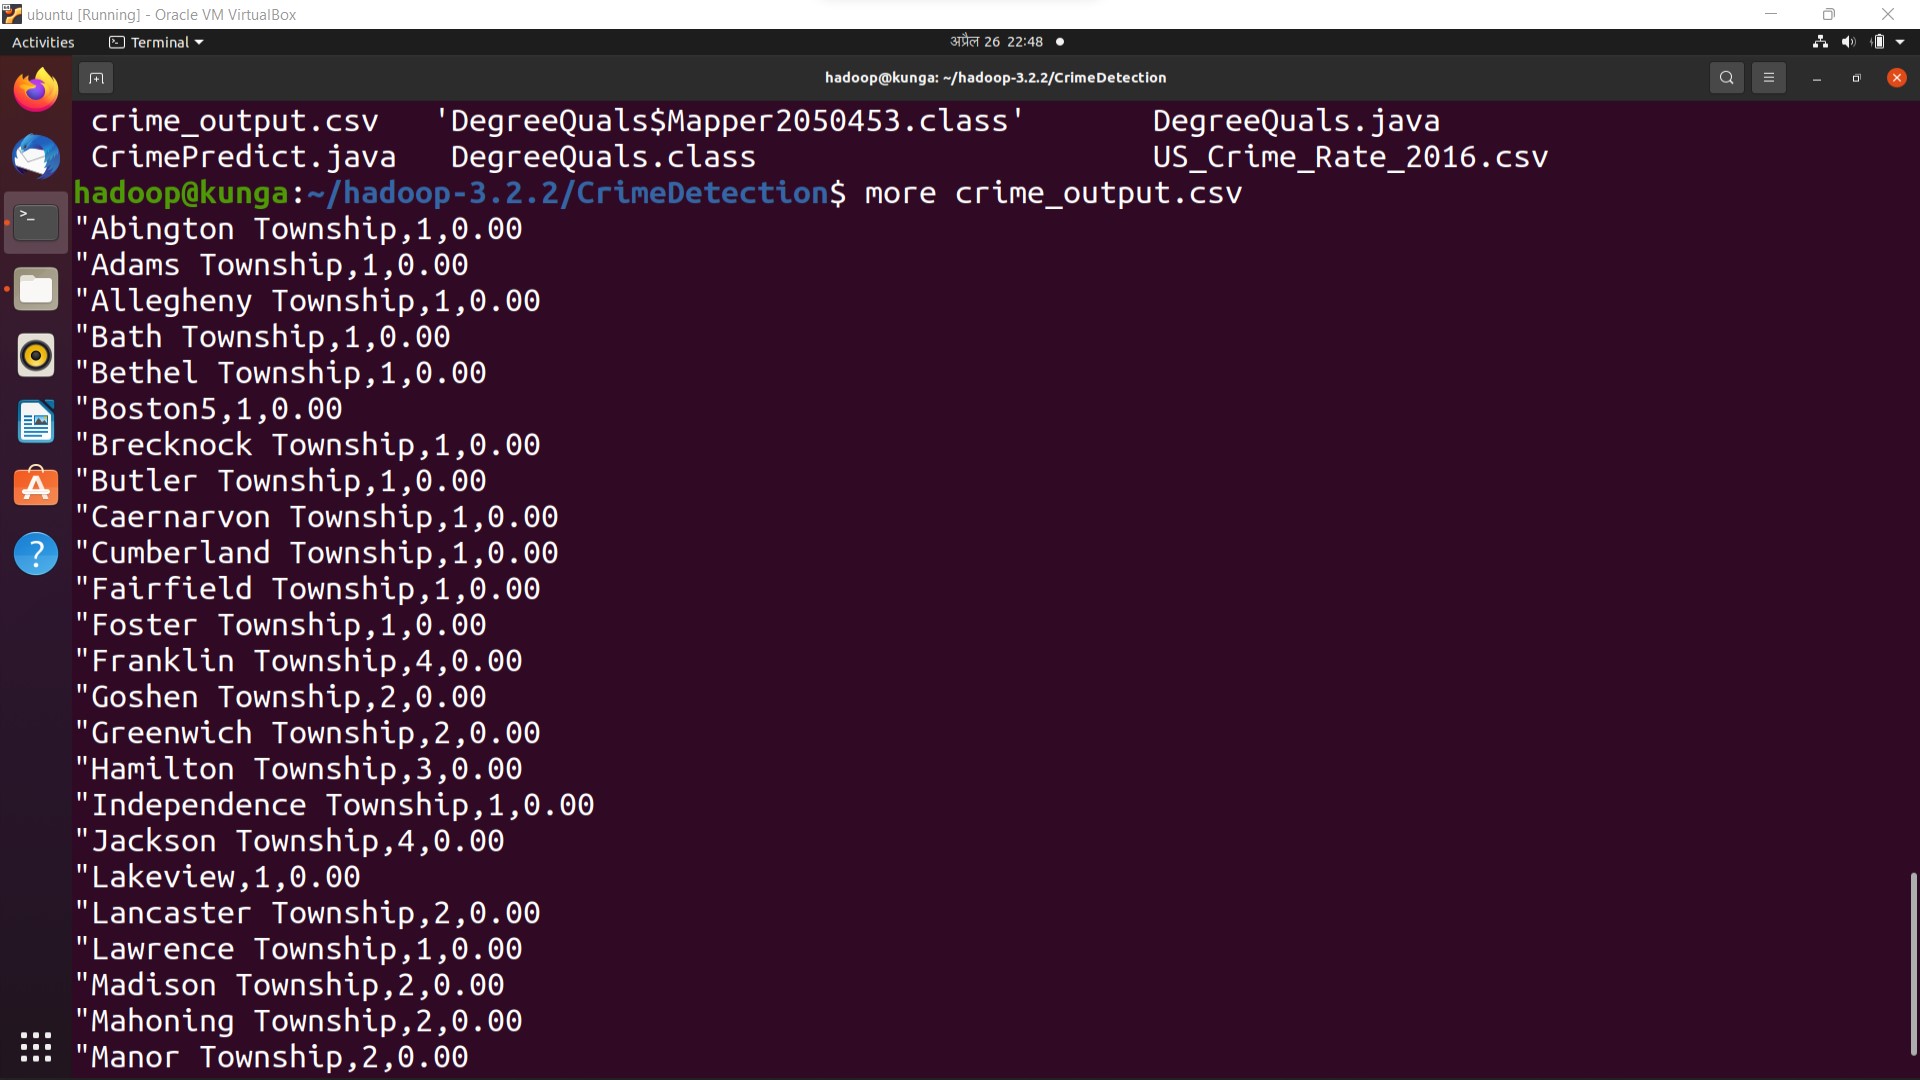 ubuntu [Running] - Oracle VM VirtualBox
Activities Terminal अप्रैल 26 22:48
hadoop@kunga: ~/hadoop-3.2.2/CrimeDetection
crime_output.csv 'DegreeQuals$Mapper2050453.class' DegreeQuals.java
CrimePredict.java DegreeQuals.class US_Crime_Rate_2016.csv
hadoop@kunga:~/hadoop-3.2.2/CrimeDetection$ more crime_output.csv
"Abington Township,1,0.00
"Adams Township,1,0.00
"Allegheny Township,1,0.00
"Bath Township,1,0.00
"Bethel Township,1,0.00
"Boston5,1,0.00
"Brecknock Township,1,0.00
"Butler Township,1,0.00
"Caernarvon Township,1,0.00
"Cumberland Township,1,0.00
"Fairfield Township,1,0.00
"Foster Township,1,0.00
"Franklin Township,4,0.00
"Goshen Township,2,0.00
"Greenwich Township,2,0.00
"Hamilton Township,3,0.00
"Independence Township,1,0.00
"Jackson Township,4,0.00
"Lakeview,1,0.00
"Lancaster Township,2,0.00
"Lawrence Township,1,0.00
"Madison Township,2,0.00
"Mahoning Township,2,0.00
"Manor Township,2,0.00